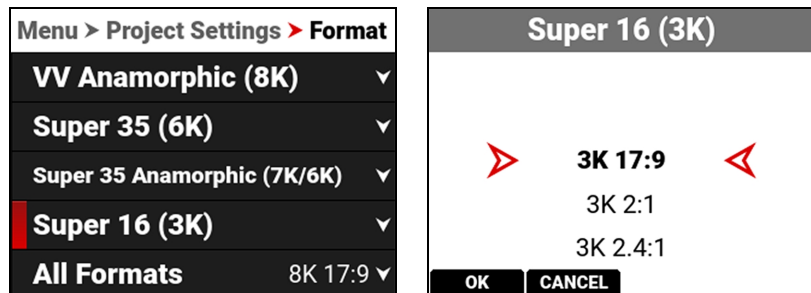 Menu > Project Settings > Format
VV Anamorphic (8K)
Super 35 (6K)
Super 35 Anamorphic (7K/6K)
Super 16 (3K)
All Formats 8K 17:9
Super 16 (3K)
3K 17:9
3K 2:1
3K 2.4:1
OK CANCEL